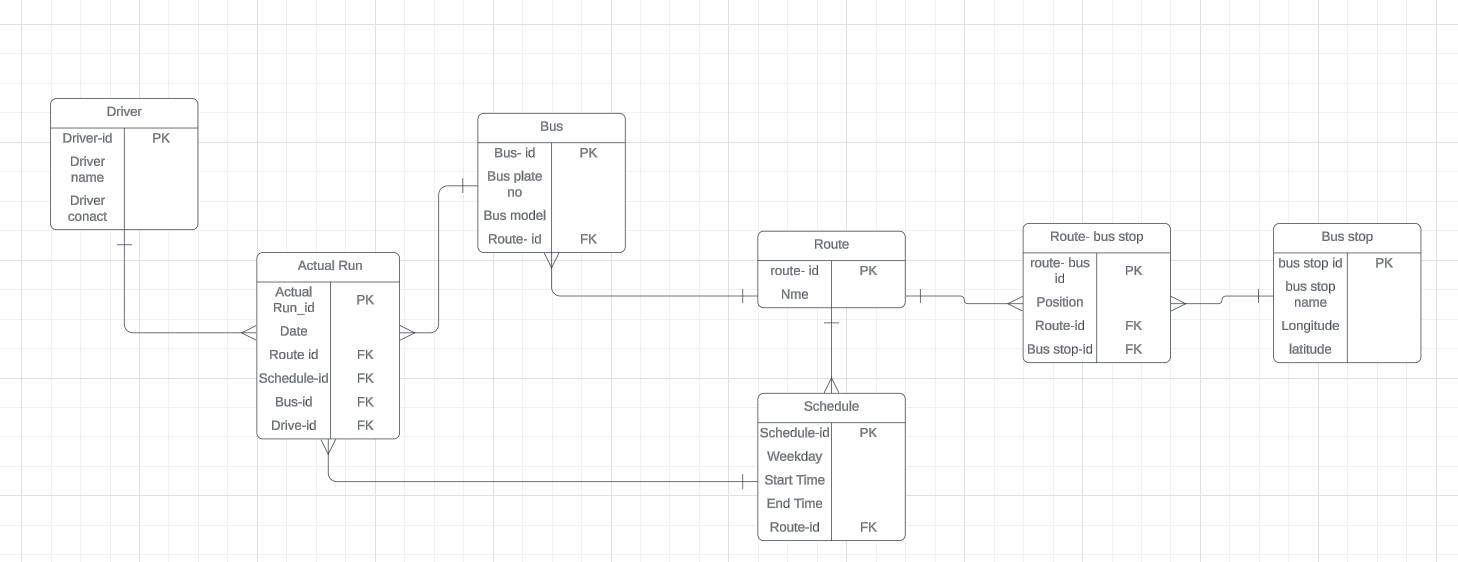 Driver
Driver-id PK
Driver
name
Driver
conact
Actual Run
Actual
Run_id PK
Date
Route id FK
Schedule-id FK
Bus-id FK
Drive-id FK
Bus
Bus- id PK
Bus plate
no
Bus model
Route- id FK
Route
route- id PK
Nme
Schedule
Schedule-id PK
Weekday
Start Time
End Time
Route-id FK
Route- bus stop
route- bus
id PK
Position
Route-id FK
Bus stop-id FK
Bus stop
bus stop id PK
bus stop
name
Longitude
latitude